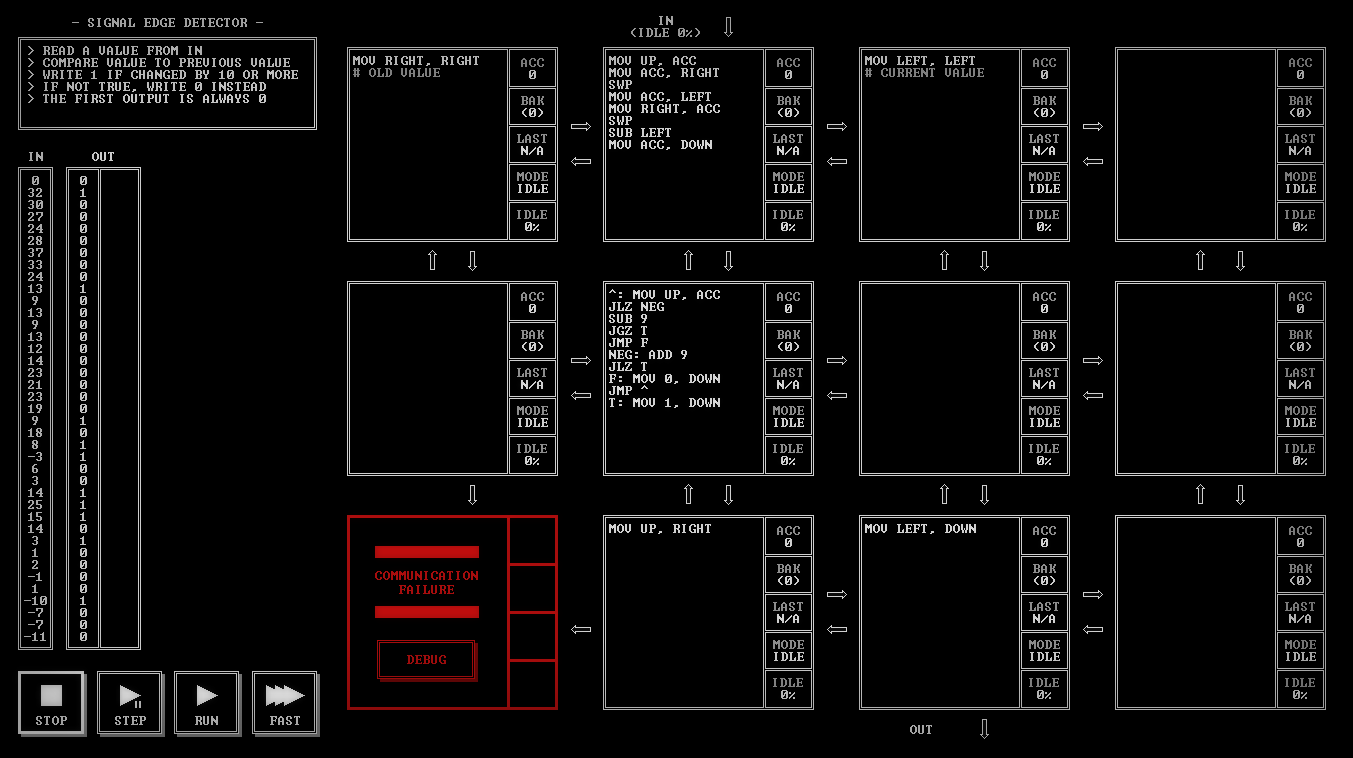 - SIGNAL EDGE DETECTOR -
> READ A VALUE FROM IN
> COMPARE VALUE TO PREVIOUS VALUE
> WRITE 1 IF CHANGED BY 10 OR MORE
> IF NOT TRUE, WRITE 0 INSTEAD
> THE FIRST OUTPUT IS ALWAYS 0
IN OUT
0 0
32 1
30 0
27 0
24 0
28 0
37 0
33 0
24 0
13 1
9 0
13 0
9 0
13 0
12 0
14 0
23 0
21 0
23 0
19 0
9 1
18 0
8 1
-3 1
6 0
3 0
14 1
25 1
15 1
14 0
3 1
1 0
2 0
-1 0
1 0
-10 1
-7 0
-7 0
-11 0
STOP
STEP
RUN
FAST
IN
(IDLE 0%)
MOV RIGHT, RIGHT
# OLD VALUE
ACC
0
BAK
(0)
LAST
N/A
MODE
IDLE
IDLE
0%
MOV UP, ACC
MOV ACC, RIGHT
SWP
MOV ACC, LEFT
MOV RIGHT, ACC
SWP
SUB LEFT
MOV ACC, DOWN
ACC
0
BAK
(0)
LAST
N/A
MODE
IDLE
IDLE
0%
MOV LEFT, LEFT
# CURRENT VALUE
ACC
0
BAK
(0)
LAST
N/A
MODE
IDLE
IDLE
0%
ACC
0
BAK
(0)
LAST
N/A
MODE
IDLE
IDLE
0%
ACC
0
BAK
(0)
LAST
N/A
MODE
IDLE
IDLE
0%
^: MOV UP, ACC
JLZ NEG
SUB 9
JGZ T
JMP F
NEG: ADD 9
JLZ T
F: MOV 0, DOWN
JMP ^
T: MOV 1, DOWN
ACC
0
BAK
(0)
LAST
N/A
MODE
IDLE
IDLE
0%
ACC
0
BAK
(0)
LAST
N/A
MODE
IDLE
IDLE
0%
ACC
0
BAK
(0)
LAST
N/A
MODE
IDLE
IDLE
0%
COMMUNICATION
FAILURE
DEBUG
MOV UP, RIGHT
ACC
0
BAK
(0)
LAST
N/A
MODE
IDLE
IDLE
0%
MOV LEFT, DOWN
ACC
0
BAK
(0)
LAST
N/A
MODE
IDLE
IDLE
0%
ACC
0
BAK
(0)
LAST
N/A
MODE
IDLE
IDLE
0%
OUT